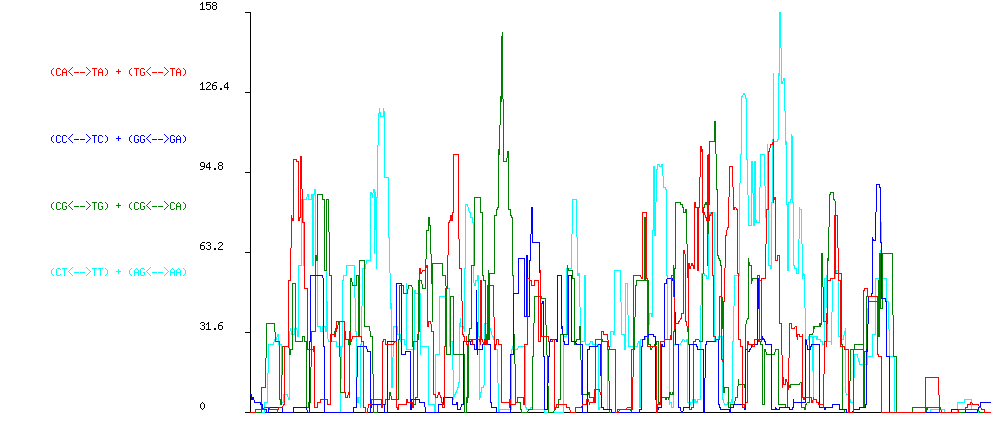 158
(CA<-->TA) + (TG<-->TA)
126.4
(CC<-->TC) + (GG<-->GA)
94.8
(CG<-->TG) + (CG<-->CA)
63.2
(CT<-->TT) + (AG<-->AA)
31.6
0